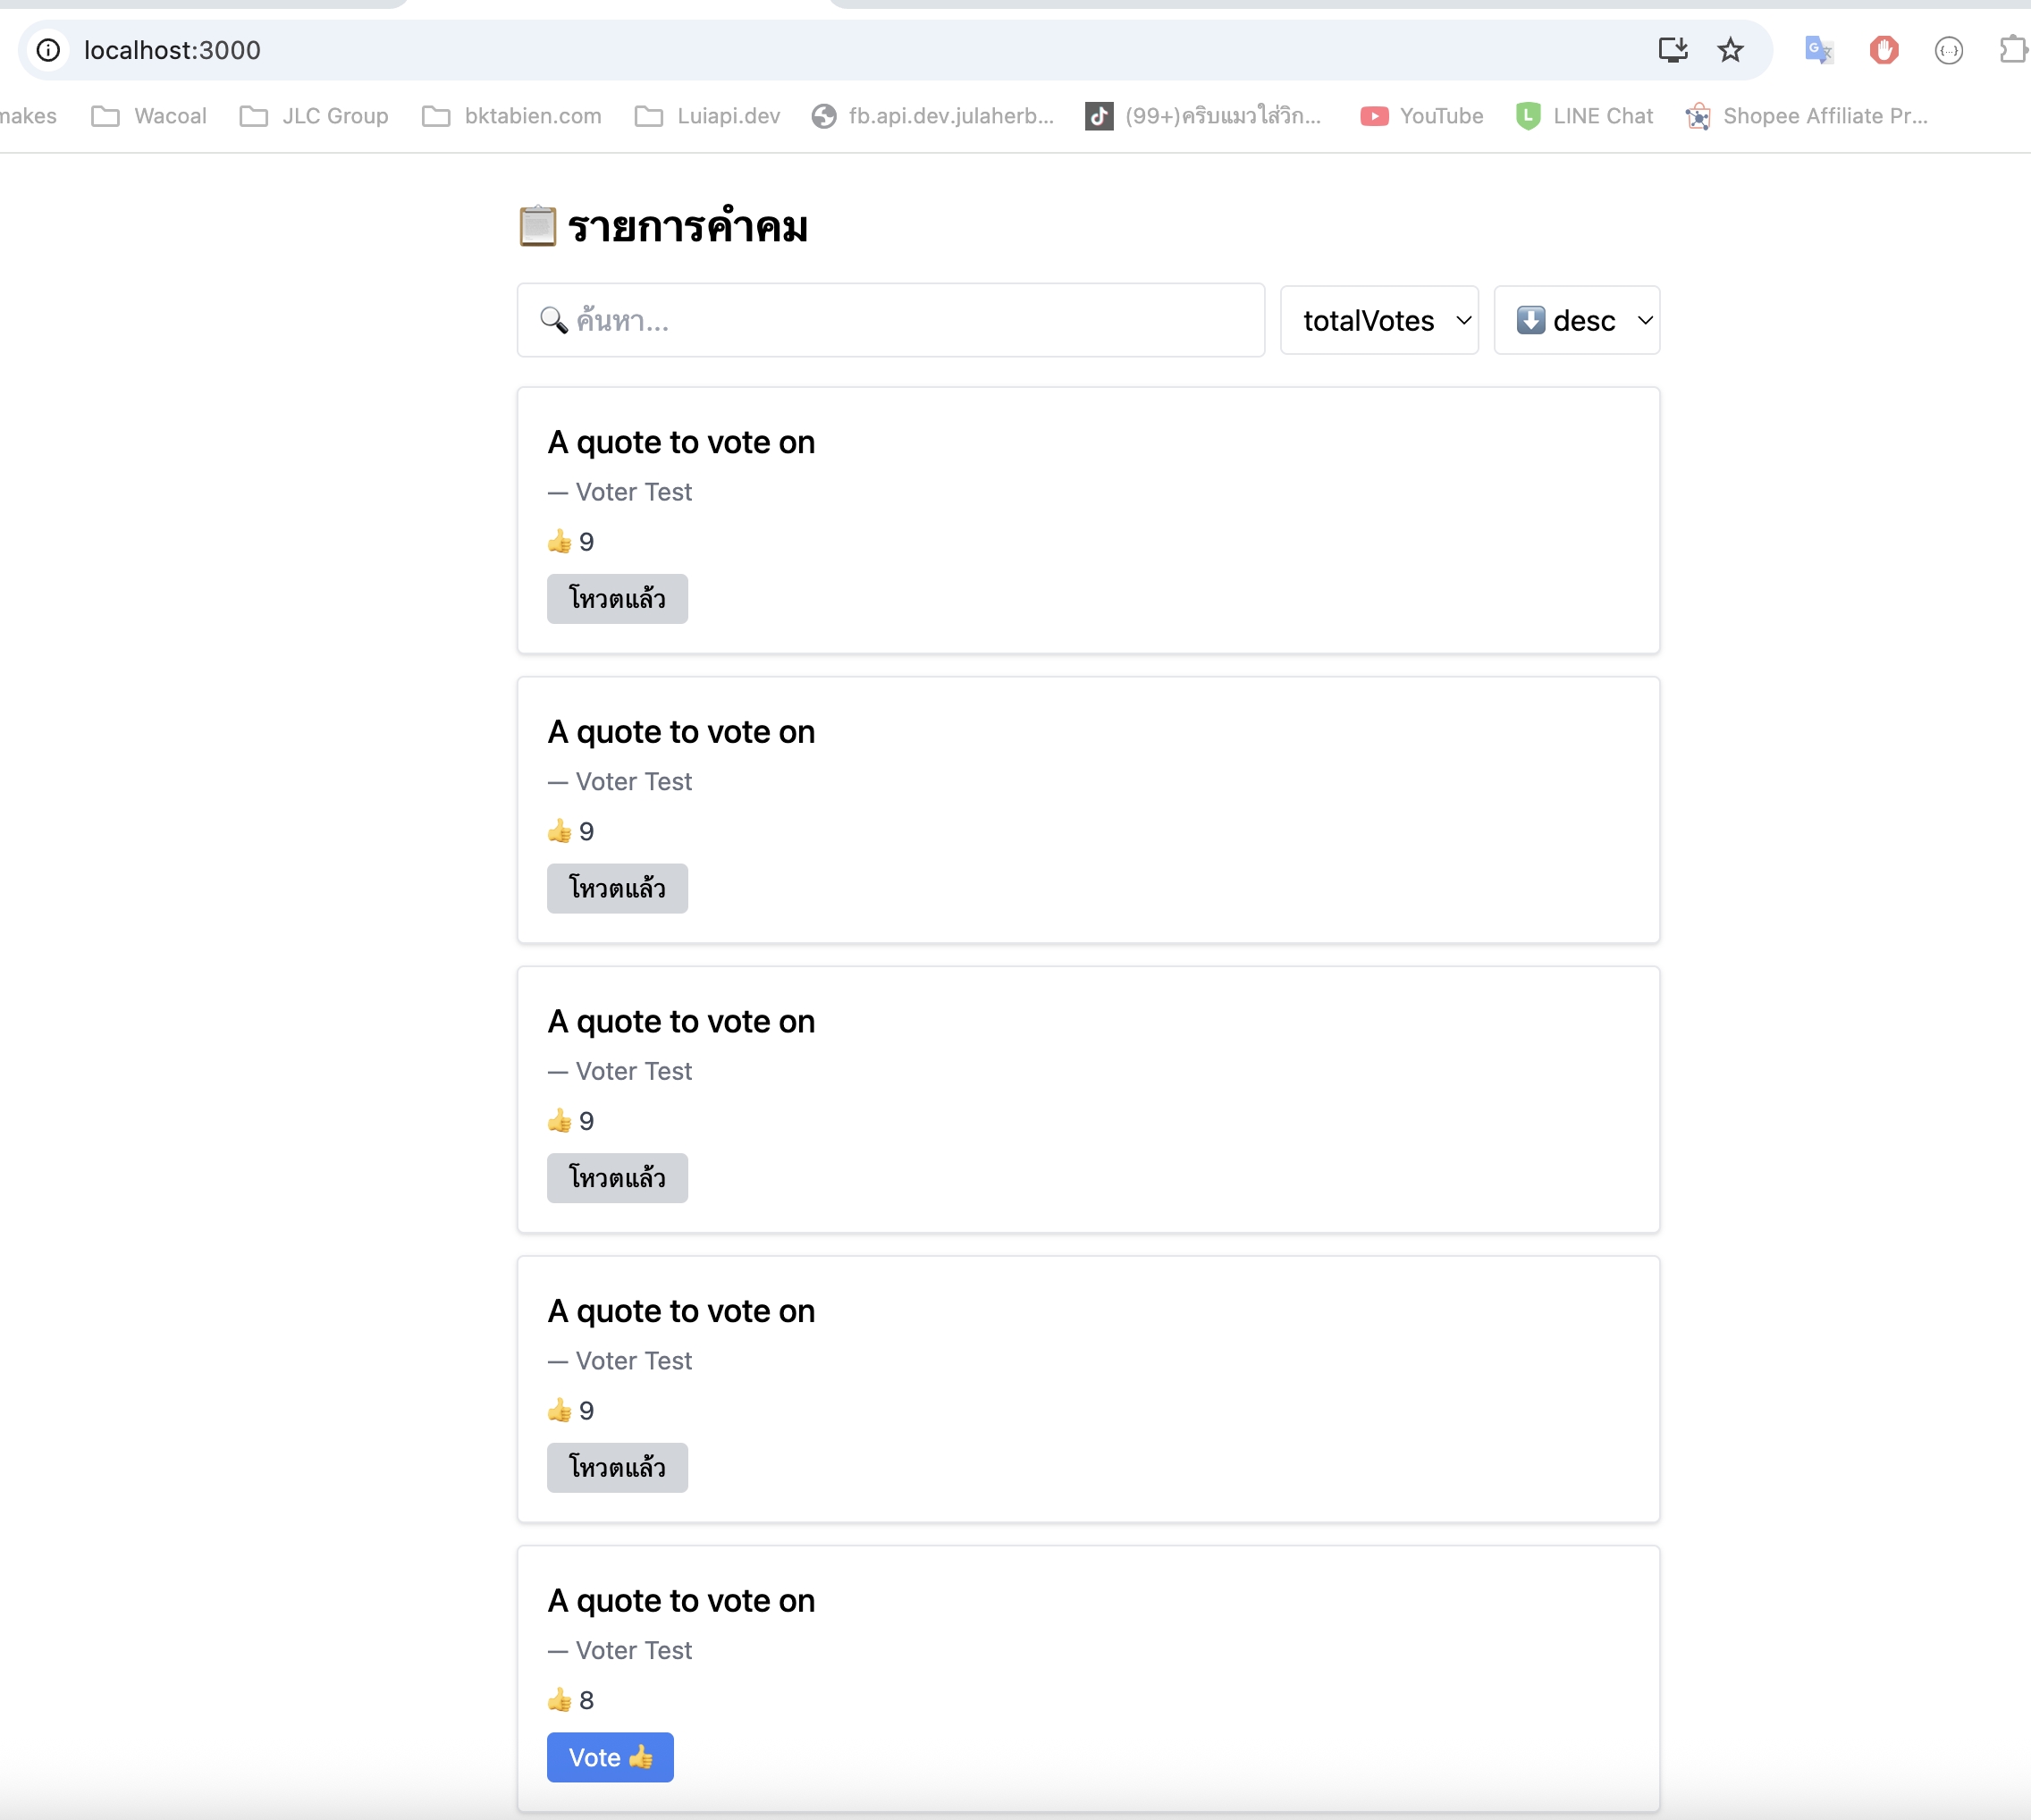 localhost:3000
makes Wacoal JLC Group bktabien.com Luiapi.dev fb.api.dev.julaherb... (99+)คริบแมวใส่วิก... YouTube LINE Chat Shopee Affiliate Pr...
📋 รายการคำคม
🔍 ค้นหา... totalVotes ⬇️ desc
A quote to vote on
— Voter Test
👍 9
โหวตแล้ว
A quote to vote on
— Voter Test
👍 9
โหวตแล้ว
A quote to vote on
— Voter Test
👍 9
โหวตแล้ว
A quote to vote on
— Voter Test
👍 9
โหวตแล้ว
A quote to vote on
— Voter Test
👍 8
Vote 👍